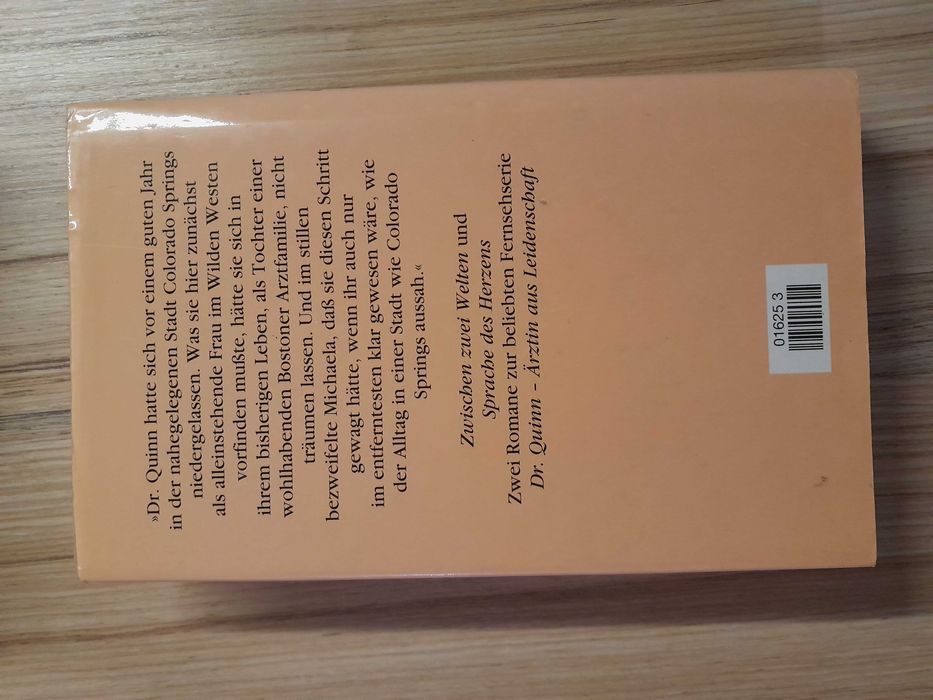 »Dr. Quinn hatte sich vor einem guten Jahr
in der nahegelegenen Stadt Colorado Springs
niedergelassen. Was sie hier zunächst
als alleinstehende Frau im Wilden Westen
vorfinden mußte, hätte sie sich in
ihrem bisherigen Leben, als Tochter einer
wohlhabenden Bostoner Arztfamilie, nicht
träumen lassen. Und im stillen
bezweifelte Michaela, daß sie diesen Schritt
gewagt hätte, wenn ihr auch nur
im entferntesten klar gewesen wäre, wie
der Alltag in einer Stadt wie Colorado
Springs aussah.«
Zwischen zwei Welten und
Sprache des Herzens
Zwei Romane zur beliebten Fernsehserie
Dr. Quinn – Ärztin aus Leidenschaft
01625 3